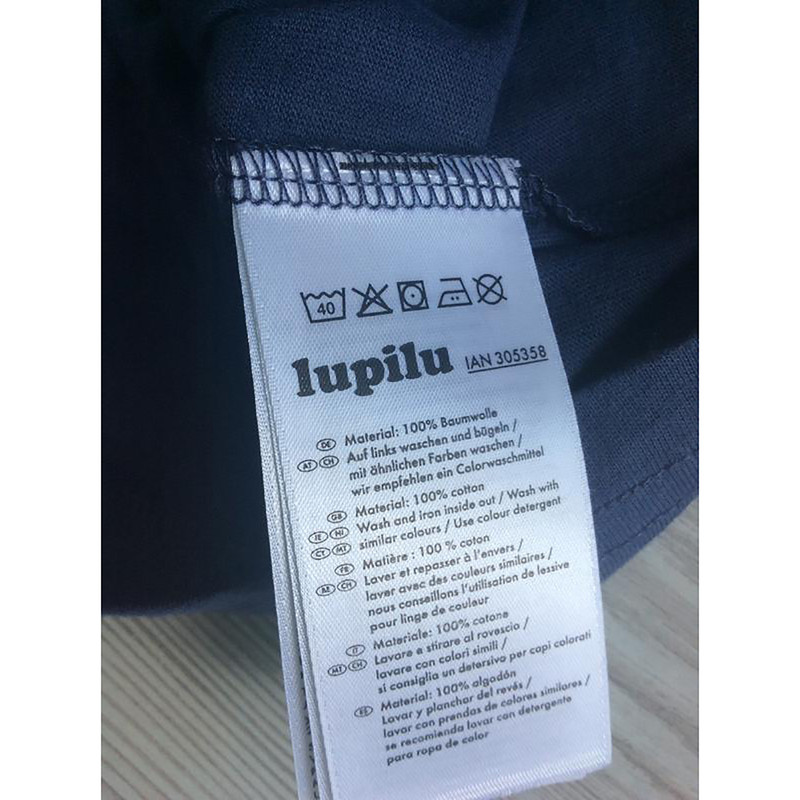 40
lupilu IAN 305358
DE Material: 100% Baumwolle
AT CH Auf links waschen und bügeln /
mit ähnlichen Farben waschen /
wir empfehlen ein Colorwaschmittel
GB Material: 100% cotton
IE NI Wash and iron inside out / Wash with
CY MT similar colours / Use colour detergent
FR Matière : 100 % coton
BE CH Laver et repasser à l'envers /
laver avec des couleurs similaires /
nous conseillons l'utilisation de lessive
pour linge de couleur
IT Materiale: 100% cotone
MT CH Lavare e stirare al rovescio /
lavare con colori simili /
si consiglia un detersivo per capi colorati
ES Material: 100% algodón
Lavar y planchar del revés /
lavar con prendas de colores similares /
se recomienda lavar con detergente
para ropa de color